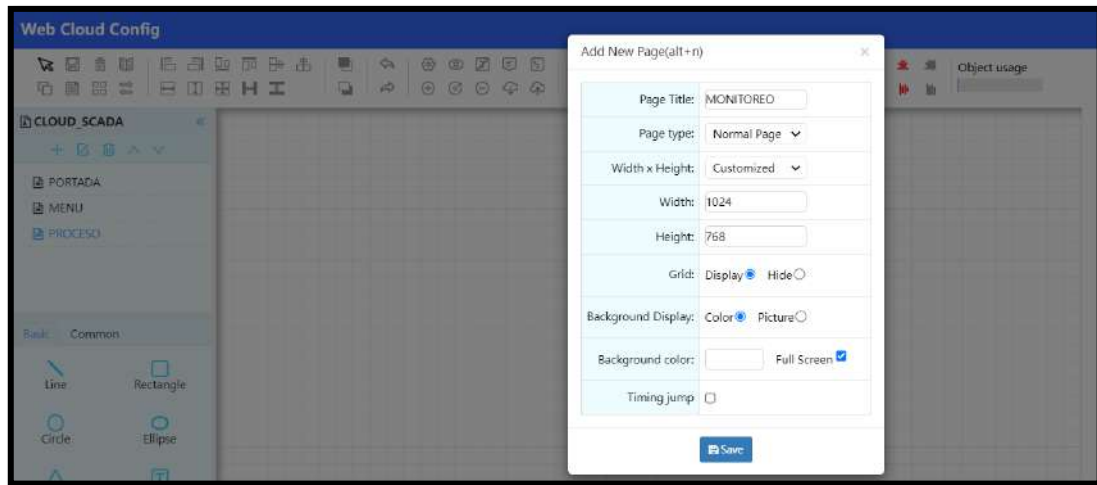 Web Cloud Config
Object usage
CLOUD_SCADA
PORTADA
MENU
PROCESO
Basic Common
Line Rectangle
Circle Ellipse
Add New Page(alt+n)
Page Title: MONITOREO
Page type: Normal Page
Width x Height: Customized
Width: 1024
Height: 768
Grid: Display Hide
Background Display: Color Picture
Background color: Full Screen
Timing jump
Save